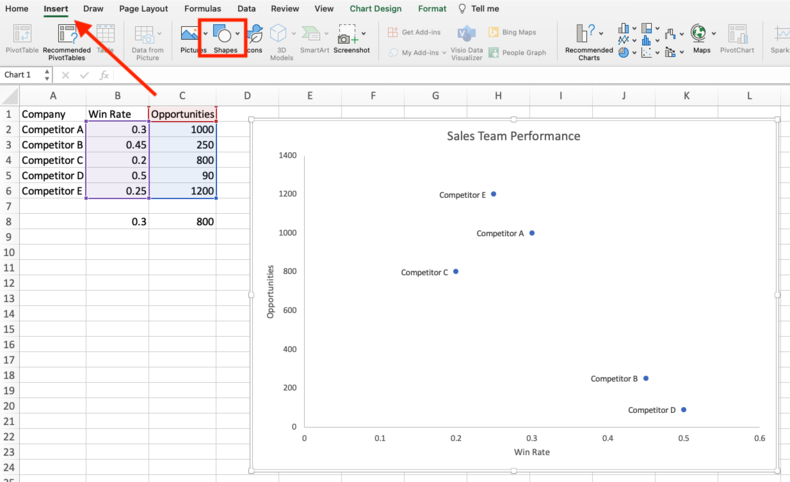 Home Insert Draw Page Layout Formulas Data Review View Chart Design Format Tell me
PivotTable Recommended PivotTables Table Data from Picture Pictures Shapes Icons 3D Models SmartArt Screenshot Get Add-ins My Add-ins Visio Data Visualizer Bing Maps People Graph Recommended Charts Maps PivotChart Spark
Chart 1 fx
A B C D E F G H I J K L
1 Company Win Rate Opportunities
2 Competitor A 0.3 1000
3 Competitor B 0.45 250
4 Competitor C 0.2 800
5 Competitor D 0.5 90
6 Competitor E 0.25 1200
7
8 0.3 800
9
10
11
12
13
14
15
16
17
18
19
20
21
22
23
24
Sales Team Performance
1400
1200
1000
800
600
400
200
0
Opportunities
Competitor E
Competitor A
Competitor C
Competitor B
Competitor D
0 0.1 0.2 0.3 0.4 0.5 0.6
Win Rate